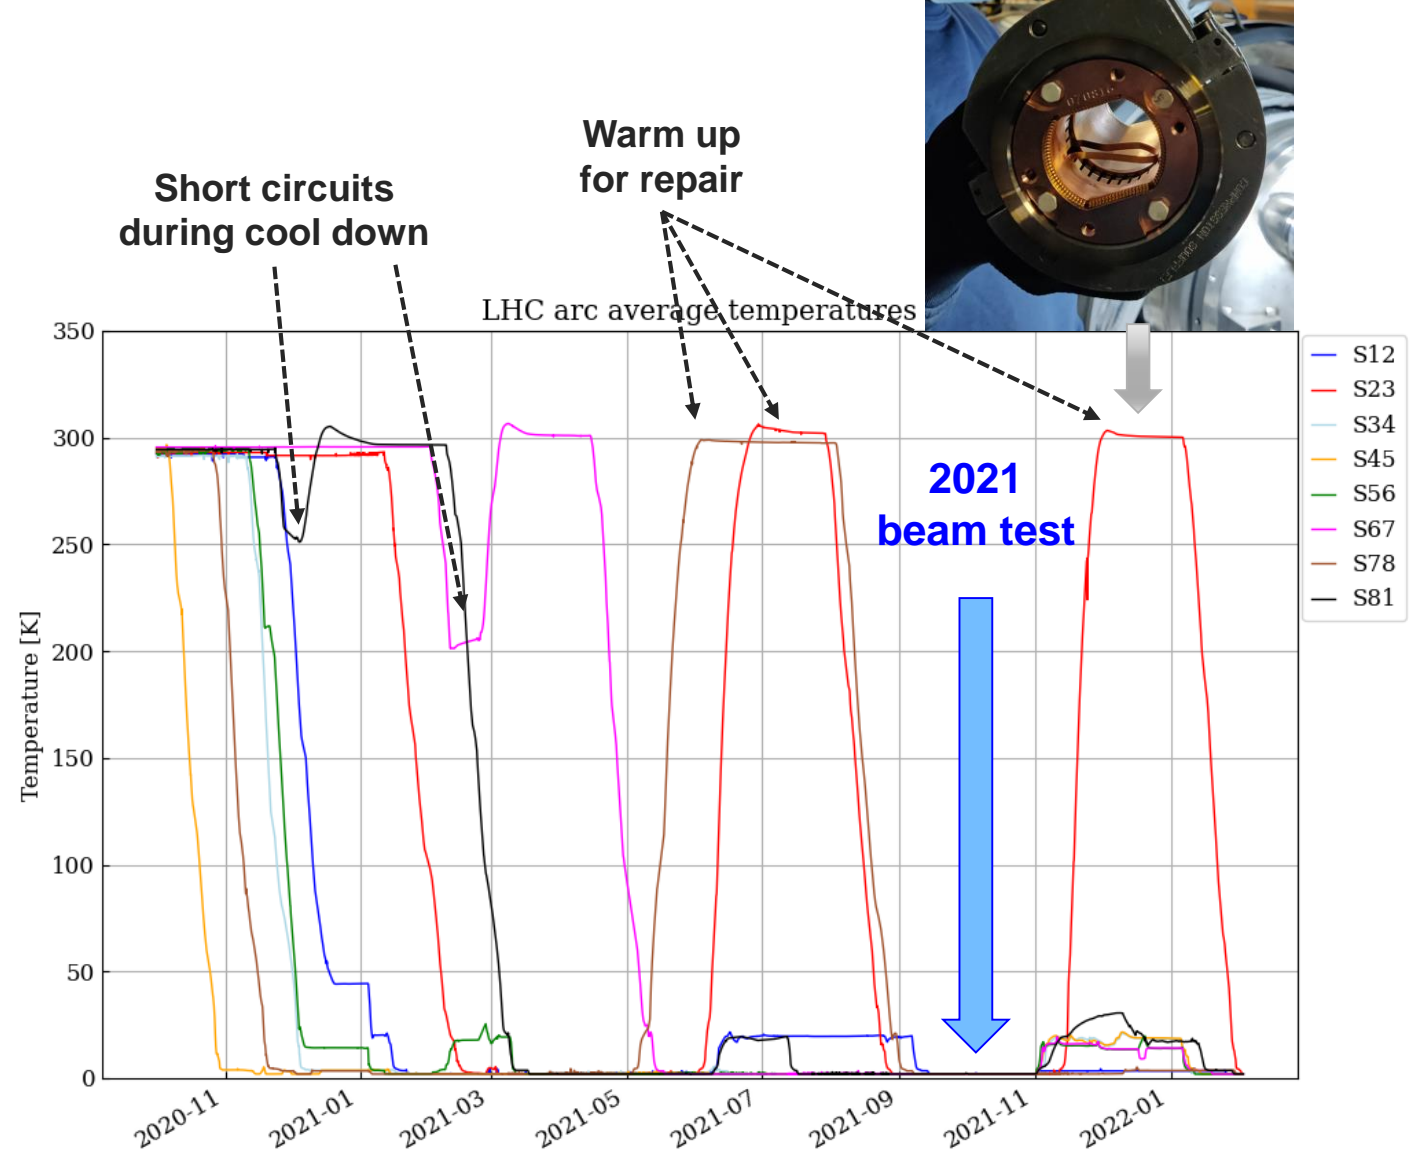 Warm up
for repair
Short circuits
during cool down
LHC arc average temperatures
350
300
250
200
150
100
50
0
Temperature [K]
2020-11
2021-01
2021-03
2021-05
2021-07
2021-09
2021-11
2022-01
2021
beam test
S12
S23
S34
S45
S56
S67
S78
S81